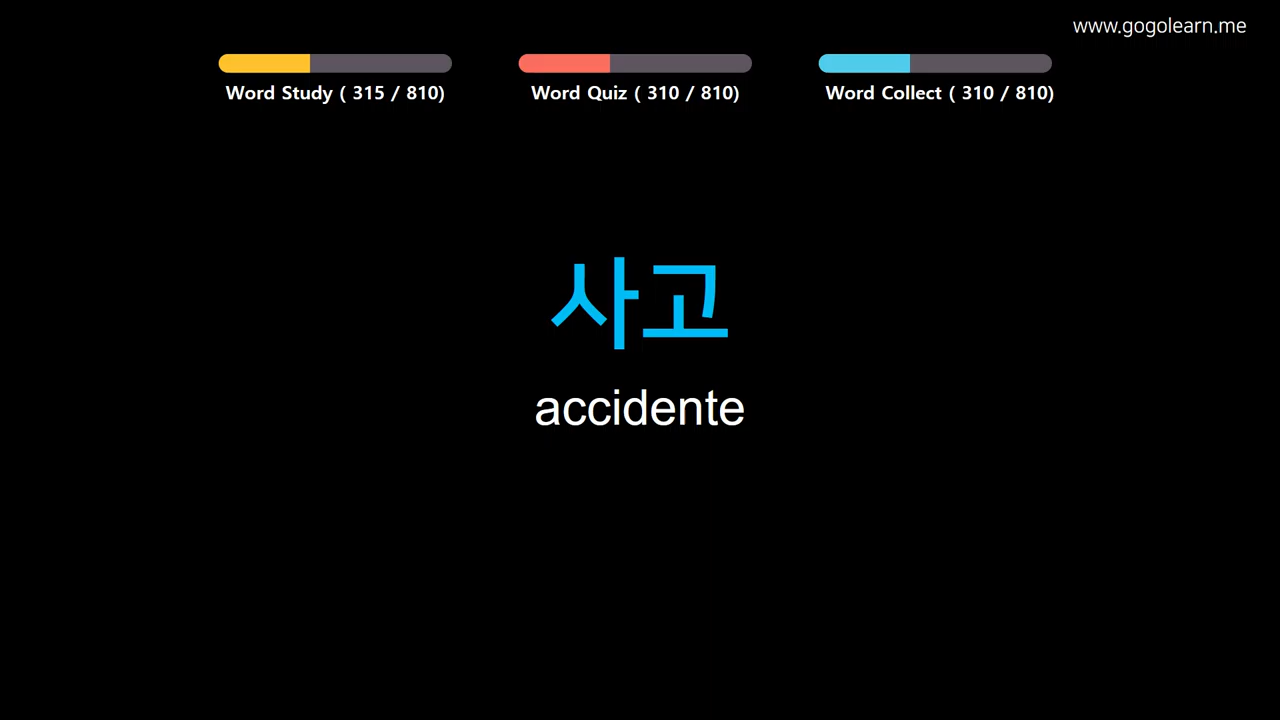 www.gogolearn.me
Word Study ( 315 / 810)
Word Quiz ( 310 / 810)
Word Collect ( 310 / 810)
사고
accidente